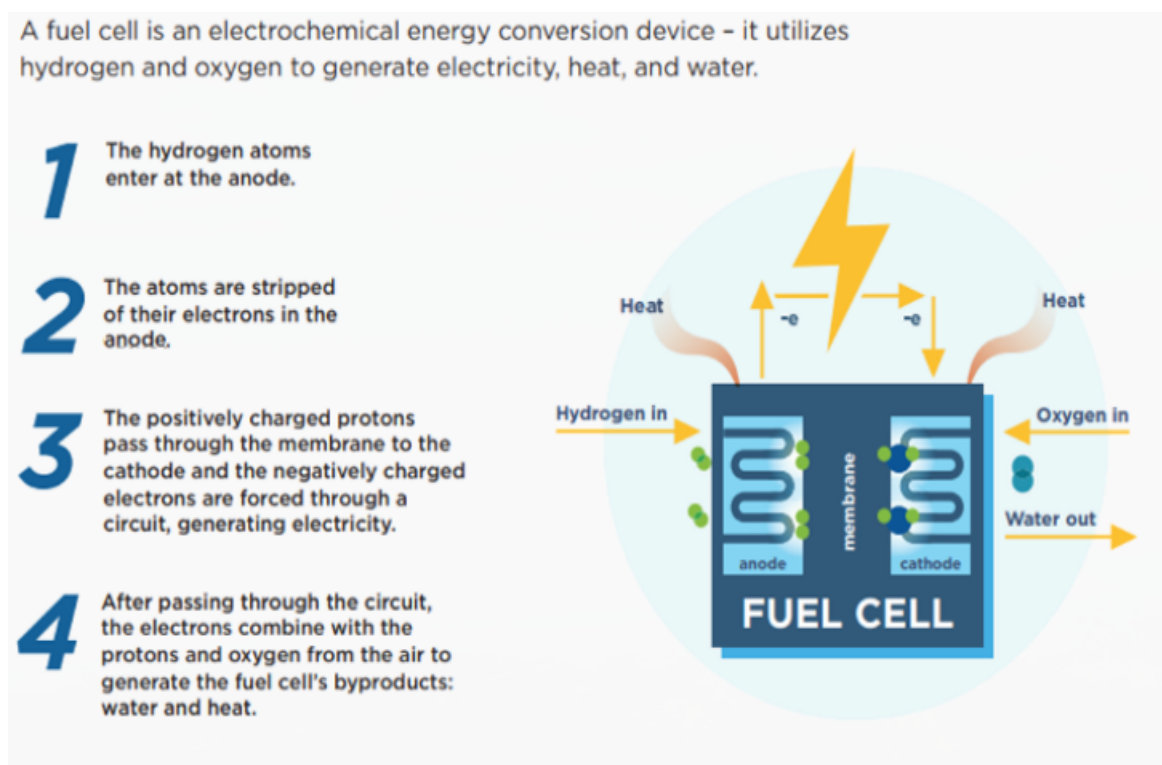 A fuel cell is an electrochemical energy conversion device – it utilizes
hydrogen and oxygen to generate electricity, heat, and water.
1
The hydrogen atoms
enter at the anode.
2
The atoms are stripped
of their electrons in the
anode.
3
The positively charged protons
pass through the membrane to the
cathode and the negatively charged
electrons are forced through a
circuit, generating electricity.
4
After passing through the circuit,
the electrons combine with the
protons and oxygen from the air to
generate the fuel cell's byproducts:
water and heat.
Heat
-e
-e
Heat
Hydrogen in
Oxygen in
membrane
Water out
anode
cathode
FUEL CELL